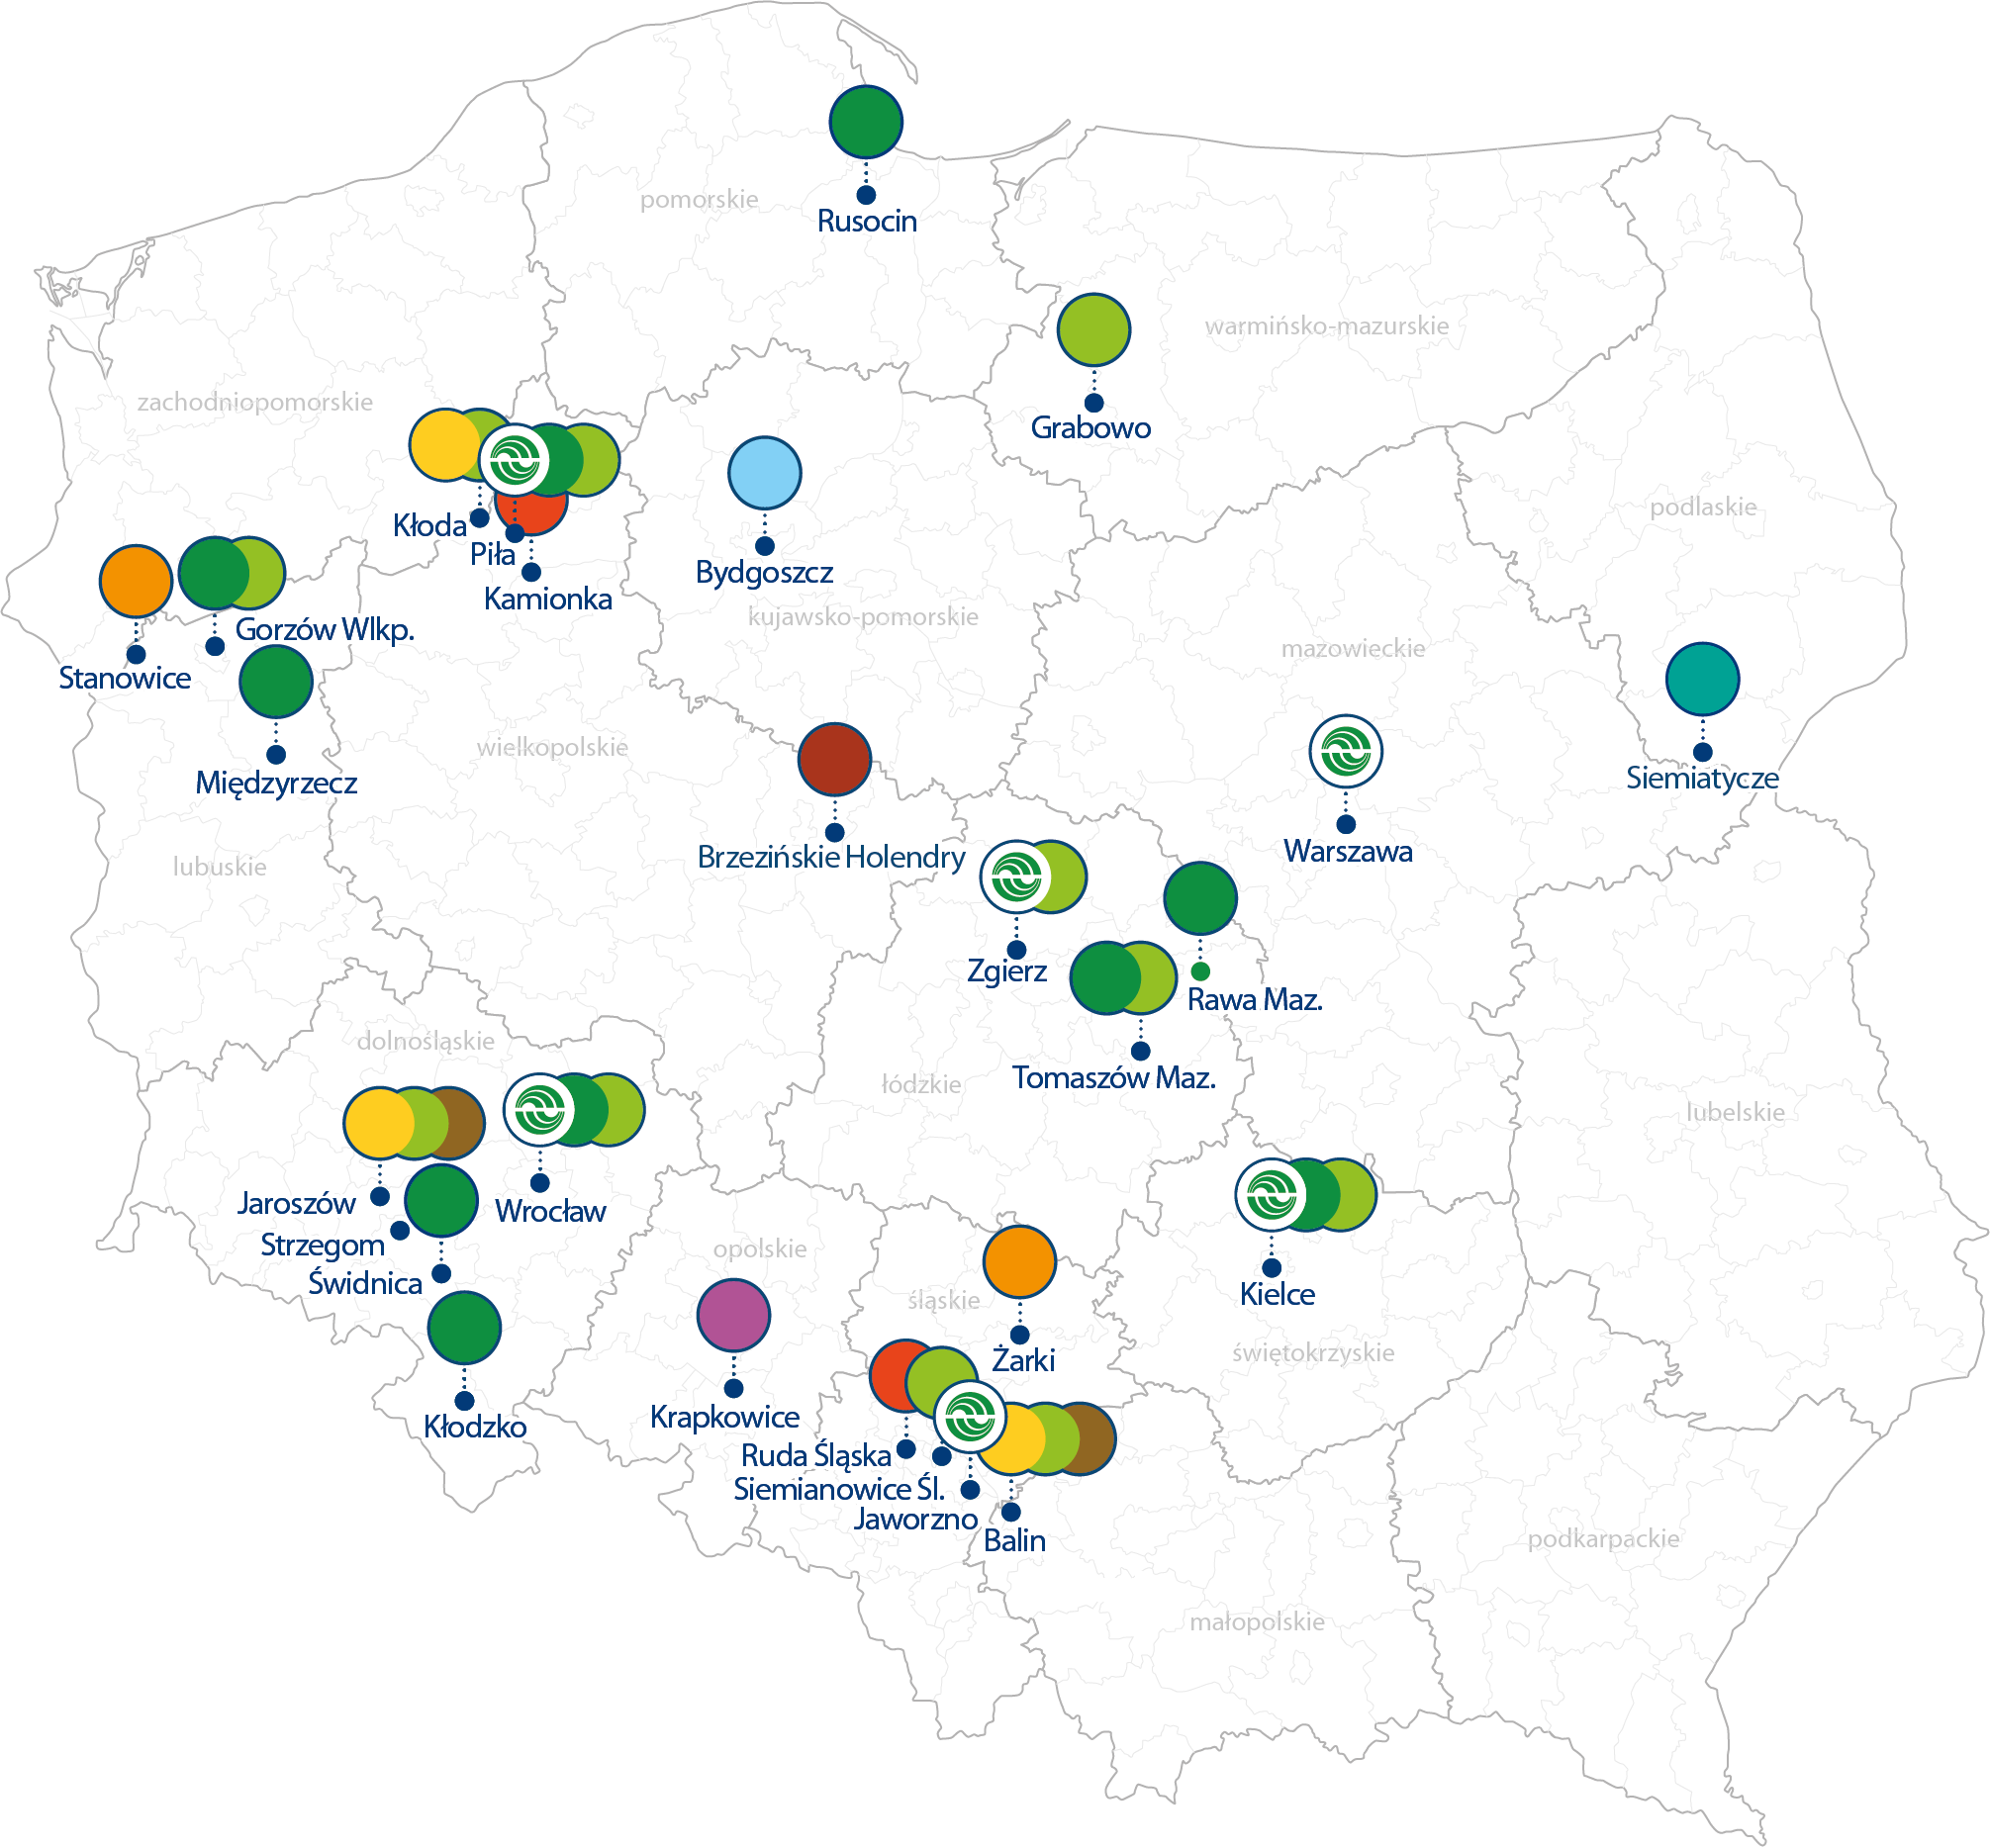 pomorskie
Rusocin
warmińsko-mazurskie
zachodniopomorskie
Grabowo
podlaskie
Kłoda
Piła
Kamionka
Bydgoszcz
kujawsko-pomorskie
Gorzów Wlkp.
Stanowice
mazowieckie
Międzyrzecz
wielkopolskie
Siemiatycze
Warszawa
Brzezińskie Holendry
lubuskie
Zgierz
Rawa Maz.
dolnośląskie
Tomaszów Maz.
łódzkie
lubelskie
Jaroszów
Wrocław
Strzegom
Świdnica
opolskie
Kielce
śląskie
świętokrzyskie
Żarki
Krapkowice
Kłodzko
Ruda Śląska
Siemianowice Śl.
Jaworzno
Balin
podkarpackie
małopolskie